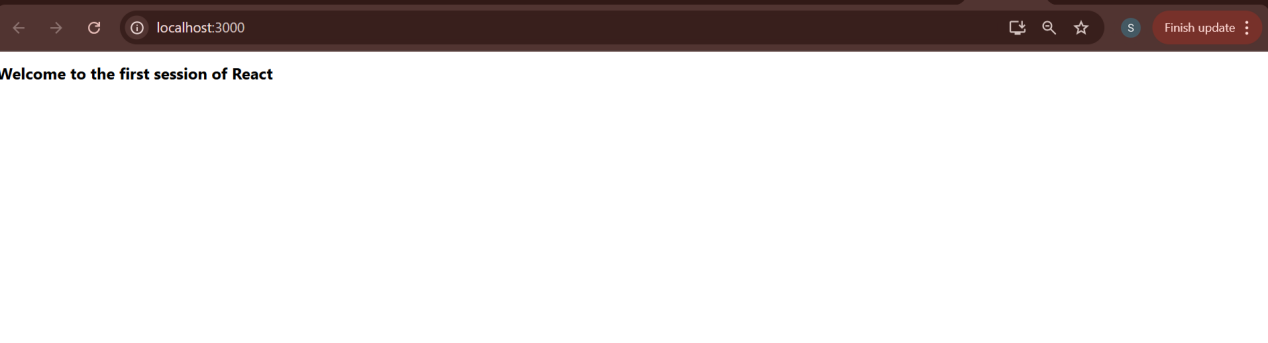 localhost:3000
S
Finish update
Welcome to the first session of React